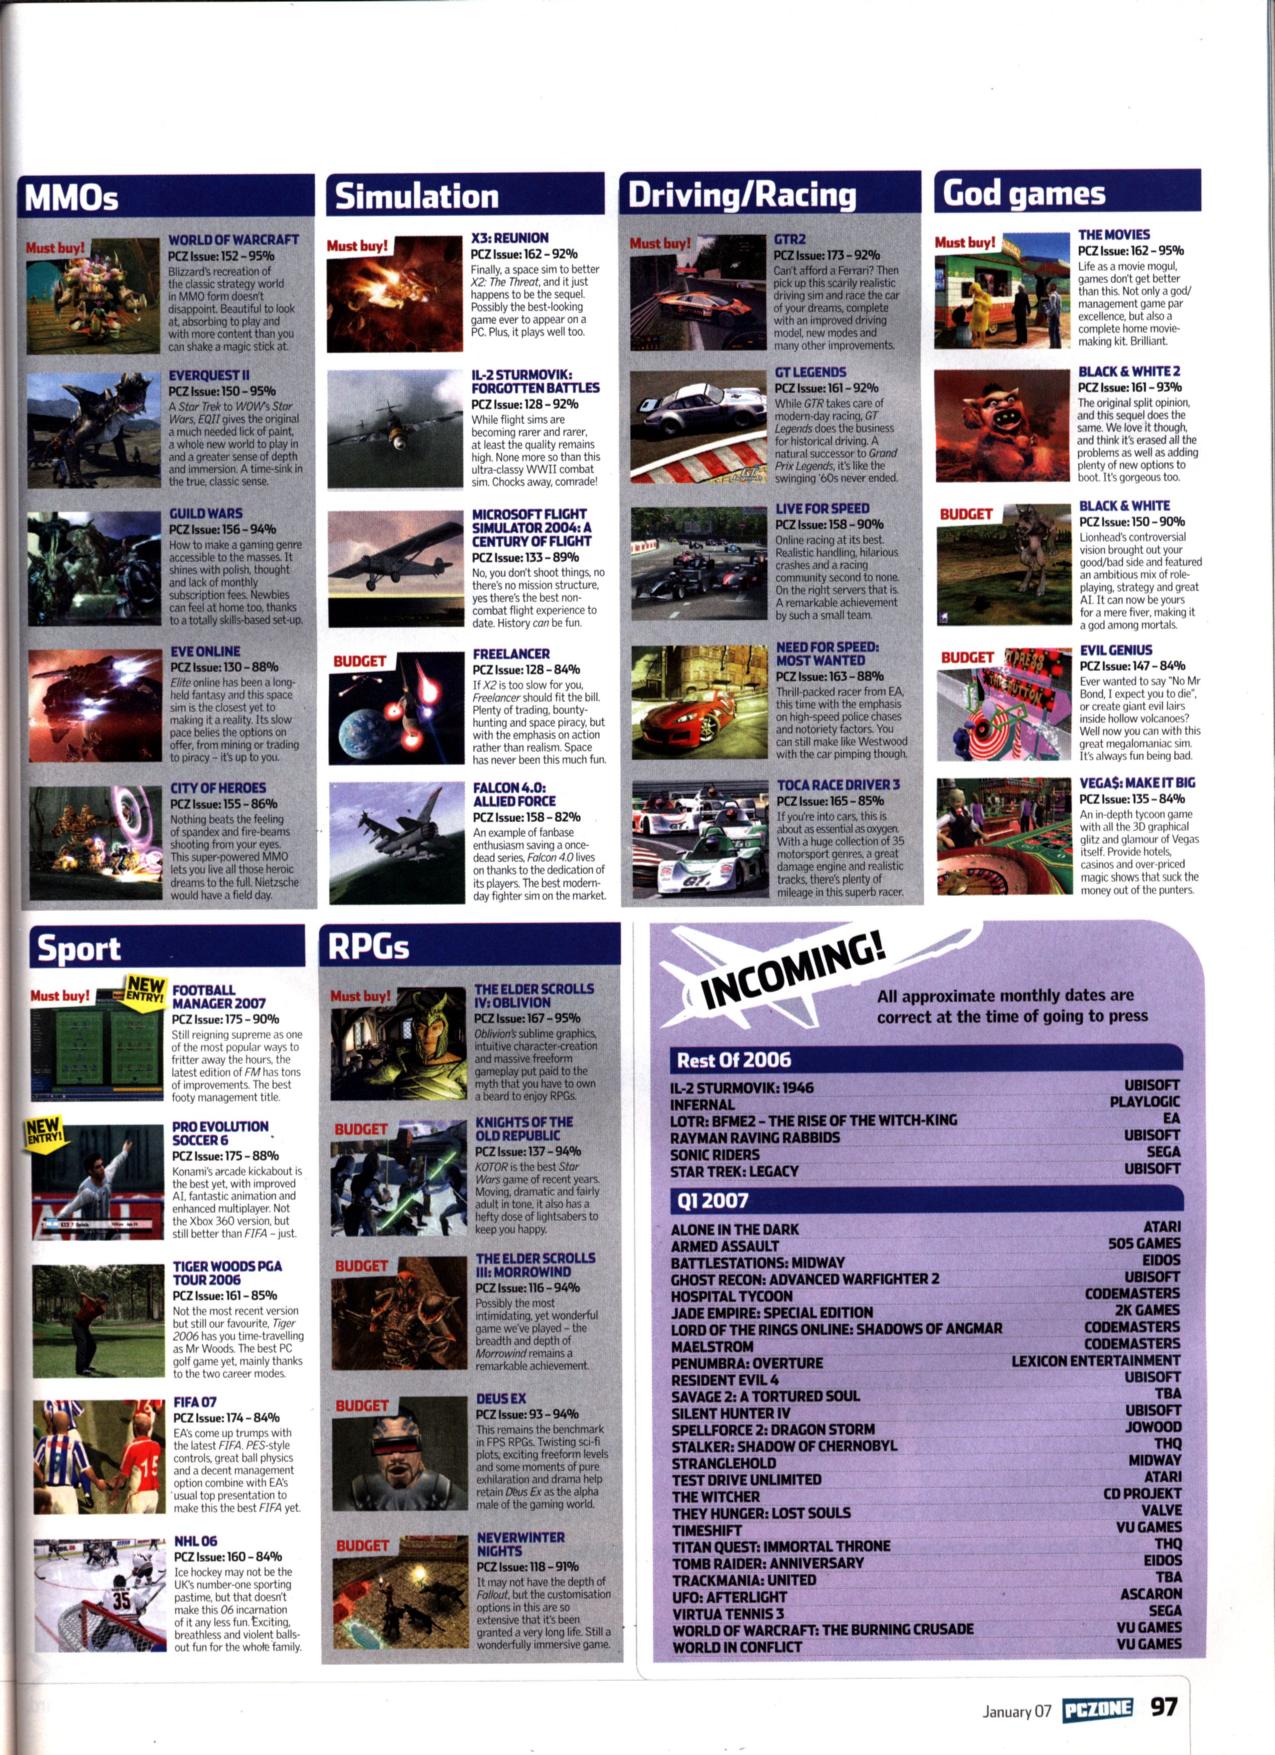 MMOs
Must buy!
WORLD OF WARCRAFT
PCZ Issue: 152 – 95%
Blizzard's recreation of
the classic strategy world
in MMO form doesn't
disappoint. Beautiful to look
at, absorbing to play and
with more content than you
can shake a magic stick at.
EVERQUEST II
PCZ Issue: 150 – 95%
A Star Trek to WOW's Star
Wars, EQII gives the original
a much needed lick of paint,
a whole new world to play in
and a greater sense of depth
and immersion. A time-sink in
the true, classic sense.
GUILD WARS
PCZ Issue: 156 – 94%
How to make a gaming genre
accessible to the masses. It
shines with polish, thought
and lack of monthly
subscription fees. Newbies
can feel at home too, thanks
to a totally skills-based set-up.
EVE ONLINE
PCZ Issue: 130 – 88%
Elite online has been a long-
held fantasy and this space
sim is the closest yet to
making it a reality. Its slow
pace belies the options on
offer, from mining or trading
to piracy – it's up to you.
CITY OF HEROES
PCZ Issue: 155 – 86%
Nothing beats the feeling
of spandex and fire-beams
shooting from your eyes.
This super-powered MMO
lets you live all those heroic
dreams to the full. Nietzsche
would have a field day.
Simulation
Must buy!
X3: REUNION
PCZ Issue: 162 – 92%
Finally, a space sim to better
X2: The Threat, and it just
happens to be the sequel.
Possibly the best-looking
game ever to appear on a
PC. Plus, it plays well too.
IL-2 STURMOVIK:
FORGOTTEN BATTLES
PCZ Issue: 128 – 92%
While flight sims are
becoming rarer and rarer,
at least the quality remains
high. None more so than this
ultra-classy WWII combat
sim. Chocks away, comrade!
MICROSOFT FLIGHT
SIMULATOR 2004: A
CENTURY OF FLIGHT
PCZ Issue: 133 – 89%
No, you don't shoot things, no
there's no mission structure,
yes there's the best non-
combat flight experience to
date. History can be fun.
BUDGET
FREELANCER
PCZ Issue: 128 – 84%
If X2 is too slow for you,
Freelancer should fit the bill.
Plenty of trading, bounty-
hunting and space piracy, but
with the emphasis on action
rather than realism. Space
has never been this much fun.
FALCON 4.0:
ALLIED FORCE
PCZ Issue: 158 – 82%
An example of fanbase
enthusiasm saving a once-
dead series, Falcon 4.0 lives
on thanks to the dedication of
its players. The best modern-
day fighter sim on the market.
Driving/Racing
Must buy!
GTR2
PCZ Issue: 173 – 92%
Can't afford a Ferrari? Then
pick up this scarily realistic
driving sim and race the car
of your dreams, complete
with an improved driving
model, new modes and
many other improvements.
GT LEGENDS
PCZ Issue: 161 – 92%
While GTR takes care of
modern-day racing, GT
Legends does the business
for historical driving. A
natural successor to Grand
Prix Legends, it's like the
swinging '60s never ended.
LIVE FOR SPEED
PCZ Issue: 158 – 90%
Online racing at its best.
Realistic handling, hilarious
crashes and a racing
community second to none.
On the right servers that is.
A remarkable achievement
by such a small team.
NEED FOR SPEED:
MOST WANTED
PCZ Issue: 163 – 88%
Thrill-packed racer from EA,
this time with the emphasis
on high-speed police chases
and notoriety factors. You
can still make like Westwood
with the car pimping though.
TOCA RACE DRIVER 3
PCZ Issue: 165 – 85%
If you're into cars, this is
about as essential as oxygen.
With a huge collection of 35
motorsport genres, a great
damage engine and realistic
tracks, there's plenty of
mileage in this superb racer.
God games
Must buy!
THE MOVIES
PCZ Issue: 162 – 95%
Life as a movie mogul,
games don't get better
than this. Not only a god/
management game par
excellence, but also a
complete home movie-
making kit. Brilliant.
BLACK & WHITE 2
PCZ Issue: 161 – 93%
The original split opinion,
and this sequel does the
same. We love it though,
and think it's erased all the
problems as well as adding
plenty of new options to
boot. It's gorgeous too.
BUDGET
BLACK & WHITE
PCZ Issue: 150 – 90%
Lionhead's controversial
vision brought out your
good/bad side and featured
an ambitious mix of role-
playing, strategy and great
AI. It can now be yours
for a mere fiver, making it
a god among mortals.
BUDGET
EVIL GENIUS
PCZ Issue: 147 – 84%
Ever wanted to say "No Mr
Bond, I expect you to die",
or create giant evil lairs
inside hollow volcanoes?
Well now you can with this
great megalomaniac sim.
It's always fun being bad.
VEGA$: MAKE IT BIG
PCZ Issue: 135 – 84%
An in-depth tycoon game
with all the 3D graphical
glitz and glamour of Vegas
itself. Provide hotels,
casinos and over-priced
magic shows that suck the
money out of the punters.
Sport
Must buy!
NEW
ENTRY!
FOOTBALL
MANAGER 2007
PCZ Issue: 175 – 90%
Still reigning supreme as one
of the most popular ways to
fritter away the hours, the
latest edition of FM has tons
of improvements. The best
footy management title.
NEW
ENTRY!
PRO EVOLUTION
SOCCER 6
PCZ Issue: 175 – 88%
Konami's arcade kickabout is
the best yet, with improved
AI, fantastic animation and
enhanced multiplayer. Not
the Xbox 360 version, but
still better than FIFA – just.
TIGER WOODS PGA
TOUR 2006
PCZ Issue: 161 – 85%
Not the most recent version
but still our favourite, Tiger
2006 has you time-travelling
as Mr Woods. The best PC
golf game yet, mainly thanks
to the two career modes.
FIFA 07
PCZ Issue: 174 – 84%
EA's come up trumps with
the latest FIFA. PES-style
controls, great ball physics
and a decent management
option combine with EA's
usual top presentation to
make this the best FIFA yet.
15
NHL 06
PCZ Issue: 160 – 84%
Ice hockey may not be the
UK's number-one sporting
pastime, but that doesn't
make this 06 incarnation
of it any less fun. Exciting,
breathless and violent balls-
out fun for the whole family.
35
RPGs
Must buy!
THE ELDER SCROLLS
IV: OBLIVION
PCZ Issue: 167 – 95%
Oblivion's sublime graphics,
intuitive character-creation
and massive freeform
gameplay put paid to the
myth that you have to own
a beard to enjoy RPGs.
BUDGET
KNIGHTS OF THE
OLD REPUBLIC
PCZ Issue: 137 – 94%
KOTOR is the best Star
Wars game of recent years.
Moving, dramatic and fairly
adult in tone, it also has a
hefty dose of lightsabers to
keep you happy.
BUDGET
THE ELDER SCROLLS
III: MORROWIND
PCZ Issue: 116 – 94%
Possibly the most
intimidating, yet wonderful
game we've played – the
breadth and depth of
Morrowind remains a
remarkable achievement.
BUDGET
DEUS EX
PCZ Issue: 93 – 94%
This remains the benchmark
in FPS RPGs. Twisting sci-fi
plots, exciting freeform levels
and some moments of pure
exhilaration and drama help
retain Deus Ex as the alpha
male of the gaming world.
BUDGET
NEVERWINTER
NIGHTS
PCZ Issue: 118 – 91%
It may not have the depth of
Fallout, but the customisation
options in this are so
extensive that it's been
granted a very long life. Still a
wonderfully immersive game.
INCOMING!
All approximate monthly dates are
correct at the time of going to press
Rest Of 2006
IL-2 STURMOVIK: 1946 UBISOFT
INFERNAL PLAYLOGIC
LOTR: BFME2 – THE RISE OF THE WITCH-KING EA
RAYMAN RAVING RABBIDS UBISOFT
SONIC RIDERS SEGA
STAR TREK: LEGACY UBISOFT
Q1 2007
ALONE IN THE DARK ATARI
ARMED ASSAULT 505 GAMES
BATTLESTATIONS: MIDWAY EIDOS
GHOST RECON: ADVANCED WARFIGHTER 2 UBISOFT
HOSPITAL TYCOON CODEMASTERS
JADE EMPIRE: SPECIAL EDITION 2K GAMES
LORD OF THE RINGS ONLINE: SHADOWS OF ANGMAR CODEMASTERS
MAELSTROM CODEMASTERS
PENUMBRA: OVERTURE LEXICON ENTERTAINMENT
RESIDENT EVIL 4 UBISOFT
SAVAGE 2: A TORTURED SOUL TBA
SILENT HUNTER IV UBISOFT
SPELLFORCE 2: DRAGON STORM JOWOOD
STALKER: SHADOW OF CHERNOBYL THQ
STRANGLEHOLD MIDWAY
TEST DRIVE UNLIMITED ATARI
THE WITCHER CD PROJEKT
THEY HUNGER: LOST SOULS VALVE
TIMESHIFT VU GAMES
TITAN QUEST: IMMORTAL THRONE THQ
TOMB RAIDER: ANNIVERSARY EIDOS
TRACKMANIA: UNITED TBA
UFO: AFTERLIGHT ASCARON
VIRTUA TENNIS 3 SEGA
WORLD OF WARCRAFT: THE BURNING CRUSADE VU GAMES
WORLD IN CONFLICT VU GAMES
January 07 PCZONE 97